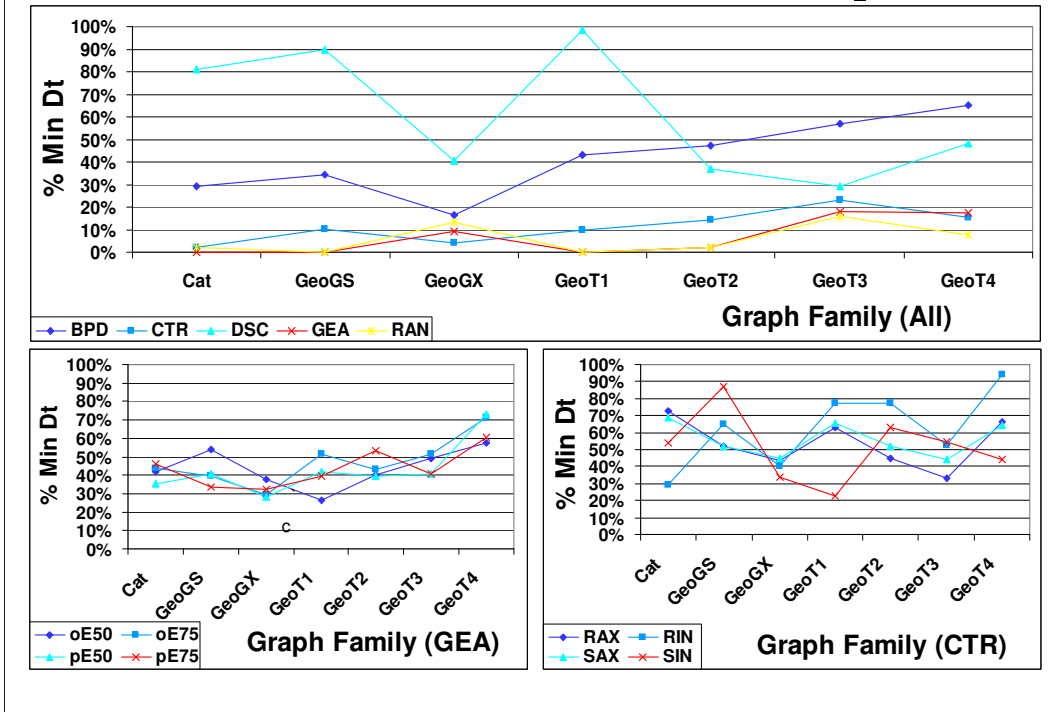 100%
90%
80%
70%
60%
50%
40%
30%
20%
10%
0%
% Min Dt
Cat GeoGS GeoGX GeoT1 GeoT2 GeoT3 GeoT4
Graph Family (All)
BPD CTR DSC GEA RAN
100%
90%
80%
70%
60%
50%
40%
30%
20%
10%
0%
% Min Dt
c
Cat GeoGS GeoGX GeoT1 GeoT2 GeoT3 GeoT4
oE50 oE75
pE50 pE75
Graph Family (GEA)
100%
90%
80%
70%
60%
50%
40%
30%
20%
10%
0%
% Min Dt
Cat GeoGS GeoGX GeoT1 GeoT2 GeoT3 GeoT4
RAX RIN
SAX SIN
Graph Family (CTR)